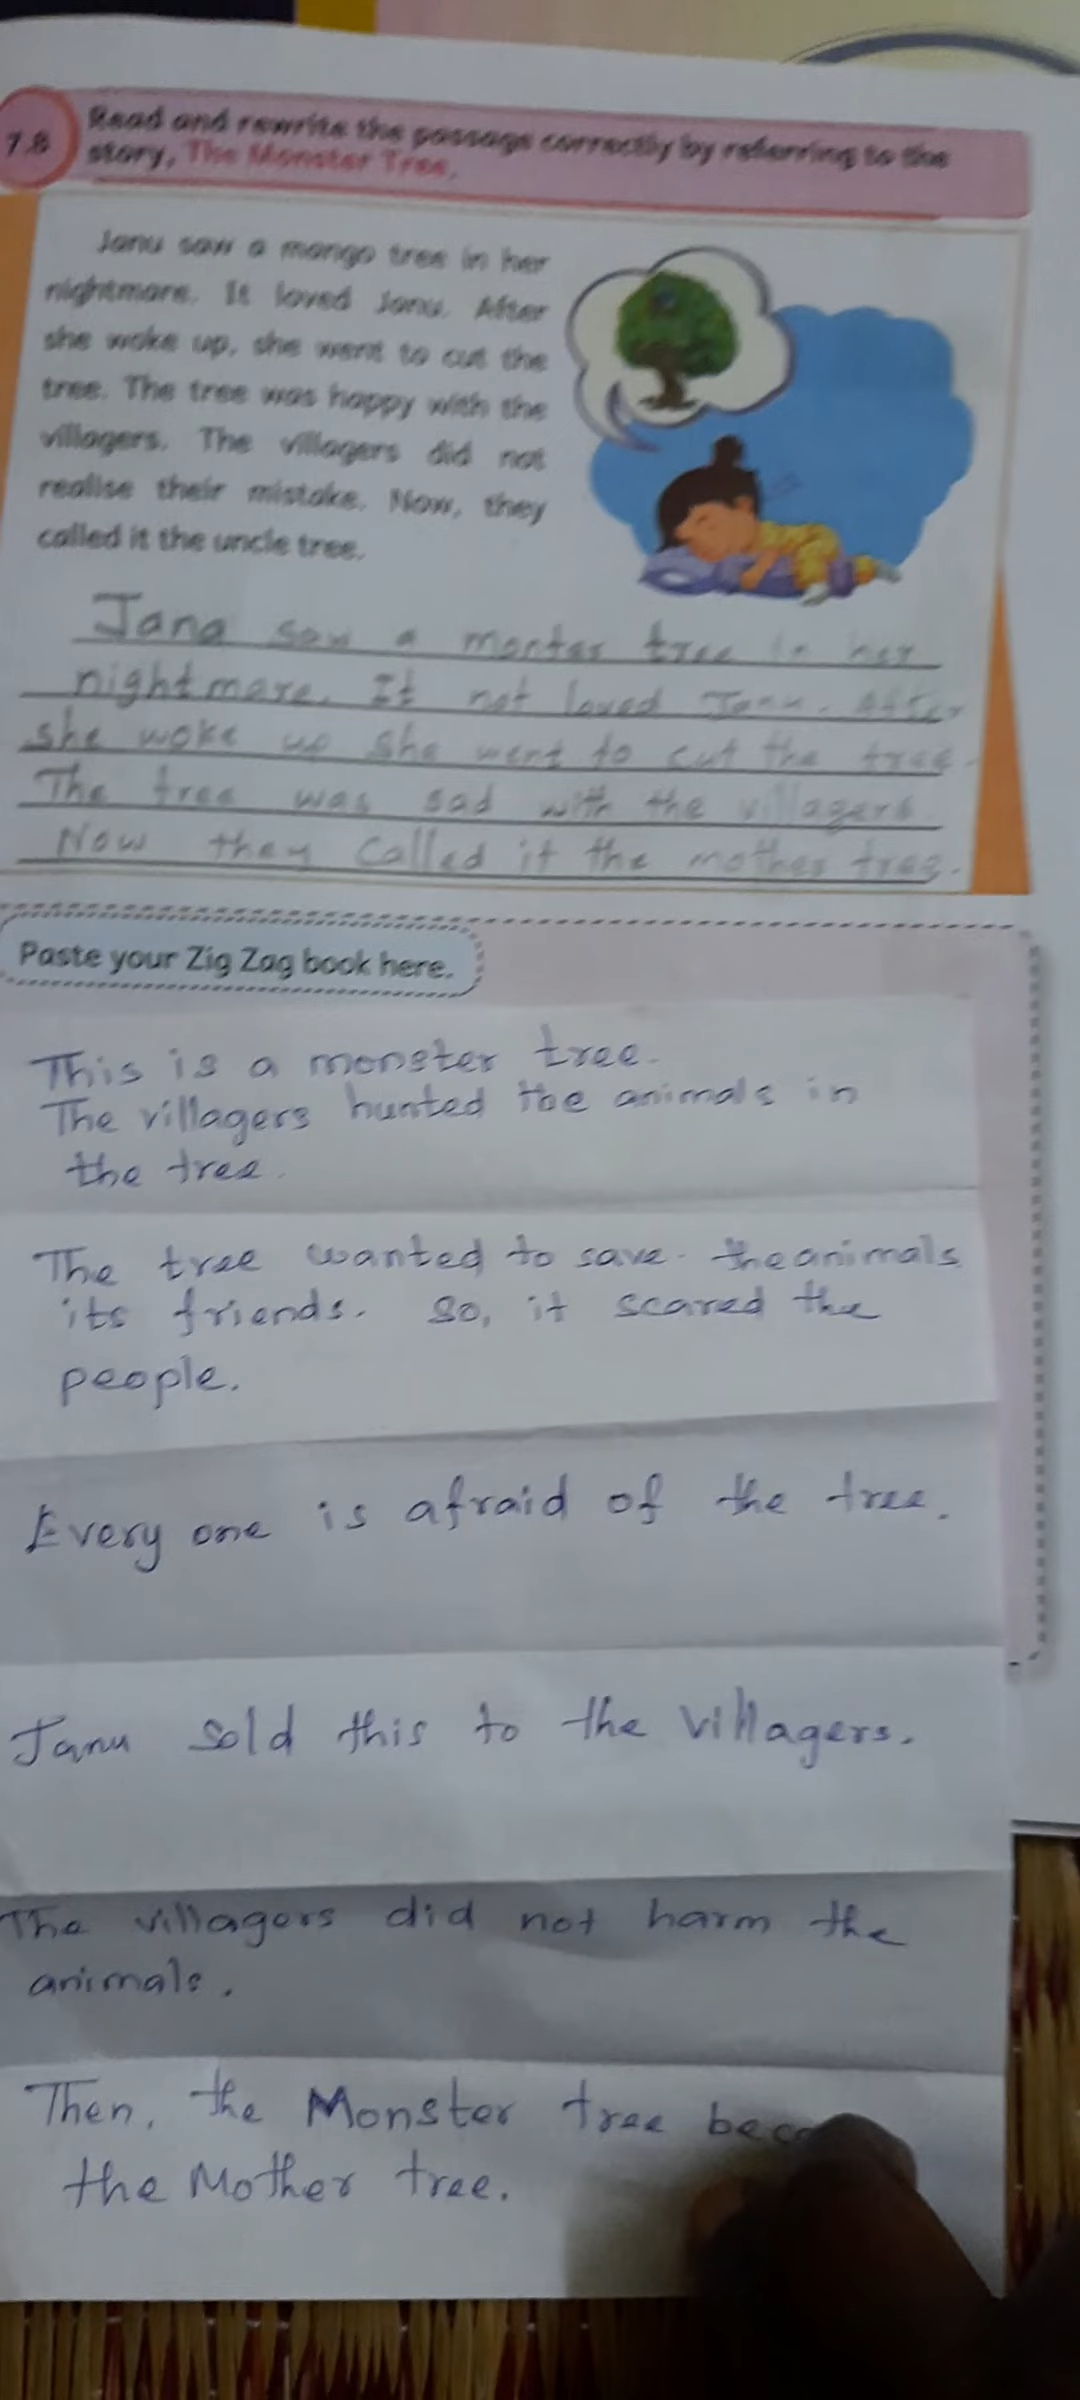 7.8
Read and rewrite the passage correctly by referring to the
story, The Monster Tree.
Janu saw a mango tree in her
nightmare. It loved Janu. After
she woke up, she went to cut the
tree. The tree was happy with the
villagers. The villagers did not
realise their mistake. Now, they
called it the uncle tree.
Jana saw a montas tree in her
nightmare. It not loved Janu. After
she woke up she went to cut the tree.
The tree was sad with the villagers.
Now they called it the mother tree.
Paste your Zig Zag book here.
This is a monster tree.
The villagers hunted the animals in
the tree.
The tree wanted to save the animals
its friends. So, it scared the
people.
Every one is afraid of the tree.
Janu sold this to the villagers.
The villagers did not harm the
animals.
Then, the Monster tree
the Mother tree.